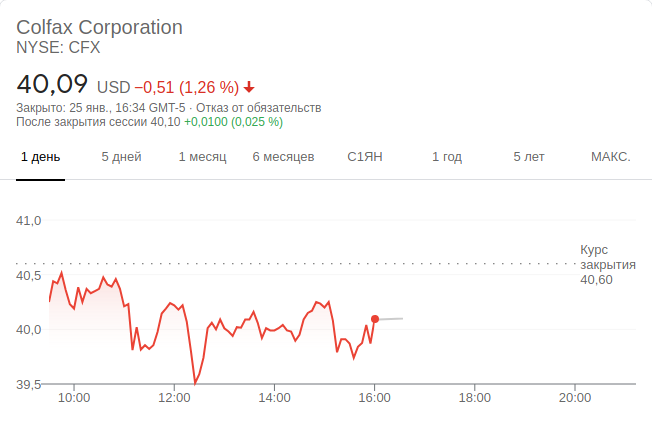 Colfax Corporation
NYSE: CFX
40,09 USD −0,51 (1,26 %)
Закрыто: 25 янв., 16:34 GMT-5 · Отказ от обязательств
После закрытия сессии 40,10 +0,0100 (0,025 %)
1 день 5 дней 1 месяц 6 месяцев С1ЯН 1 год 5 лет МАКС.
41,0
Курс
закрытия
40,60
40,5
40,0
39,5
10:00 12:00 14:00 16:00 18:00 20:00